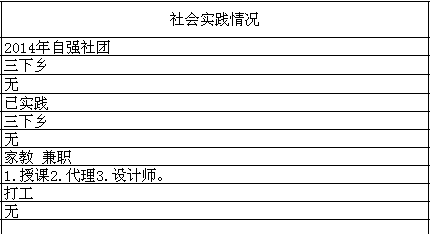 社会实践情况
2014年自强社团
三下乡
无
已实践
三下乡
无
家教 兼职
1.授课2.代理3.设计师。
打工
无